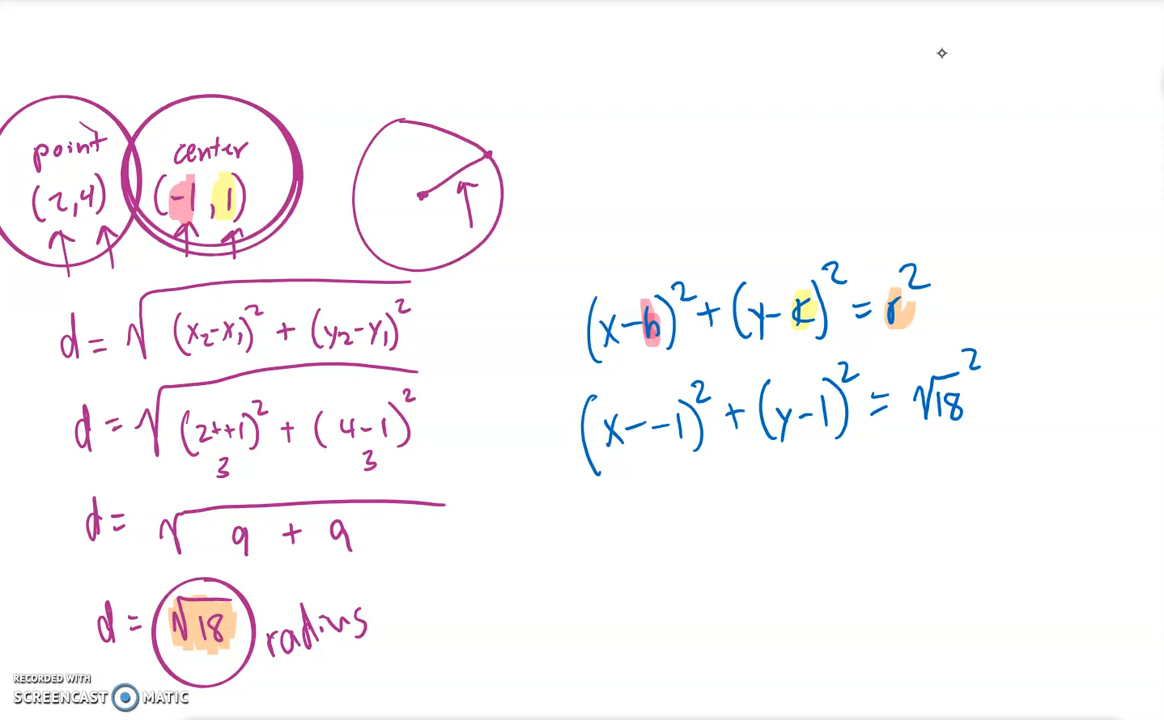 point center
(2,4) (-1,1)
d = √(x₂-x₁)² + (y₂-y₁)²
d = √(2++1)² + (4-1)²
3 3
d = √9 + 9
d = √18 radius
(x-h)² + (y-k)² = r²
(x--1)² + (y-1)² = √18²
RECORDED WITH
SCREENCAST MATIC